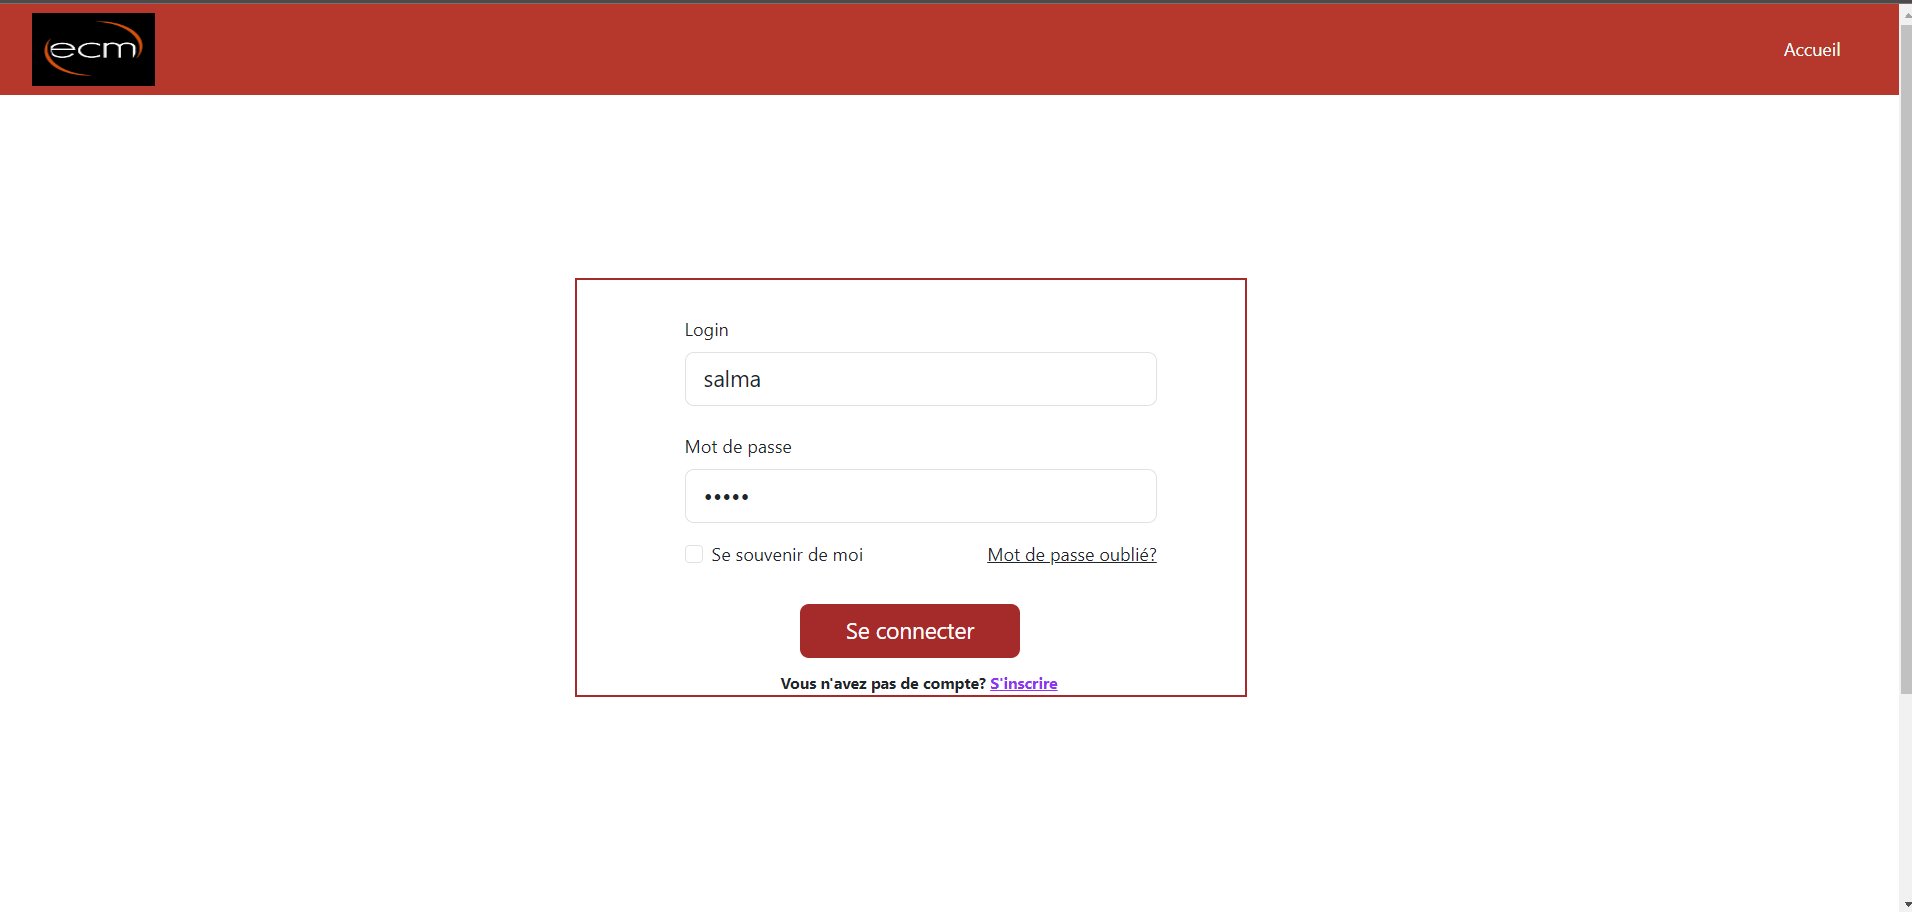 ecm
Accueil
Login
salma
Mot de passe
•••••
Se souvenir de moi
Mot de passe oublié?
Se connecter
Vous n'avez pas de compte? S'inscrire